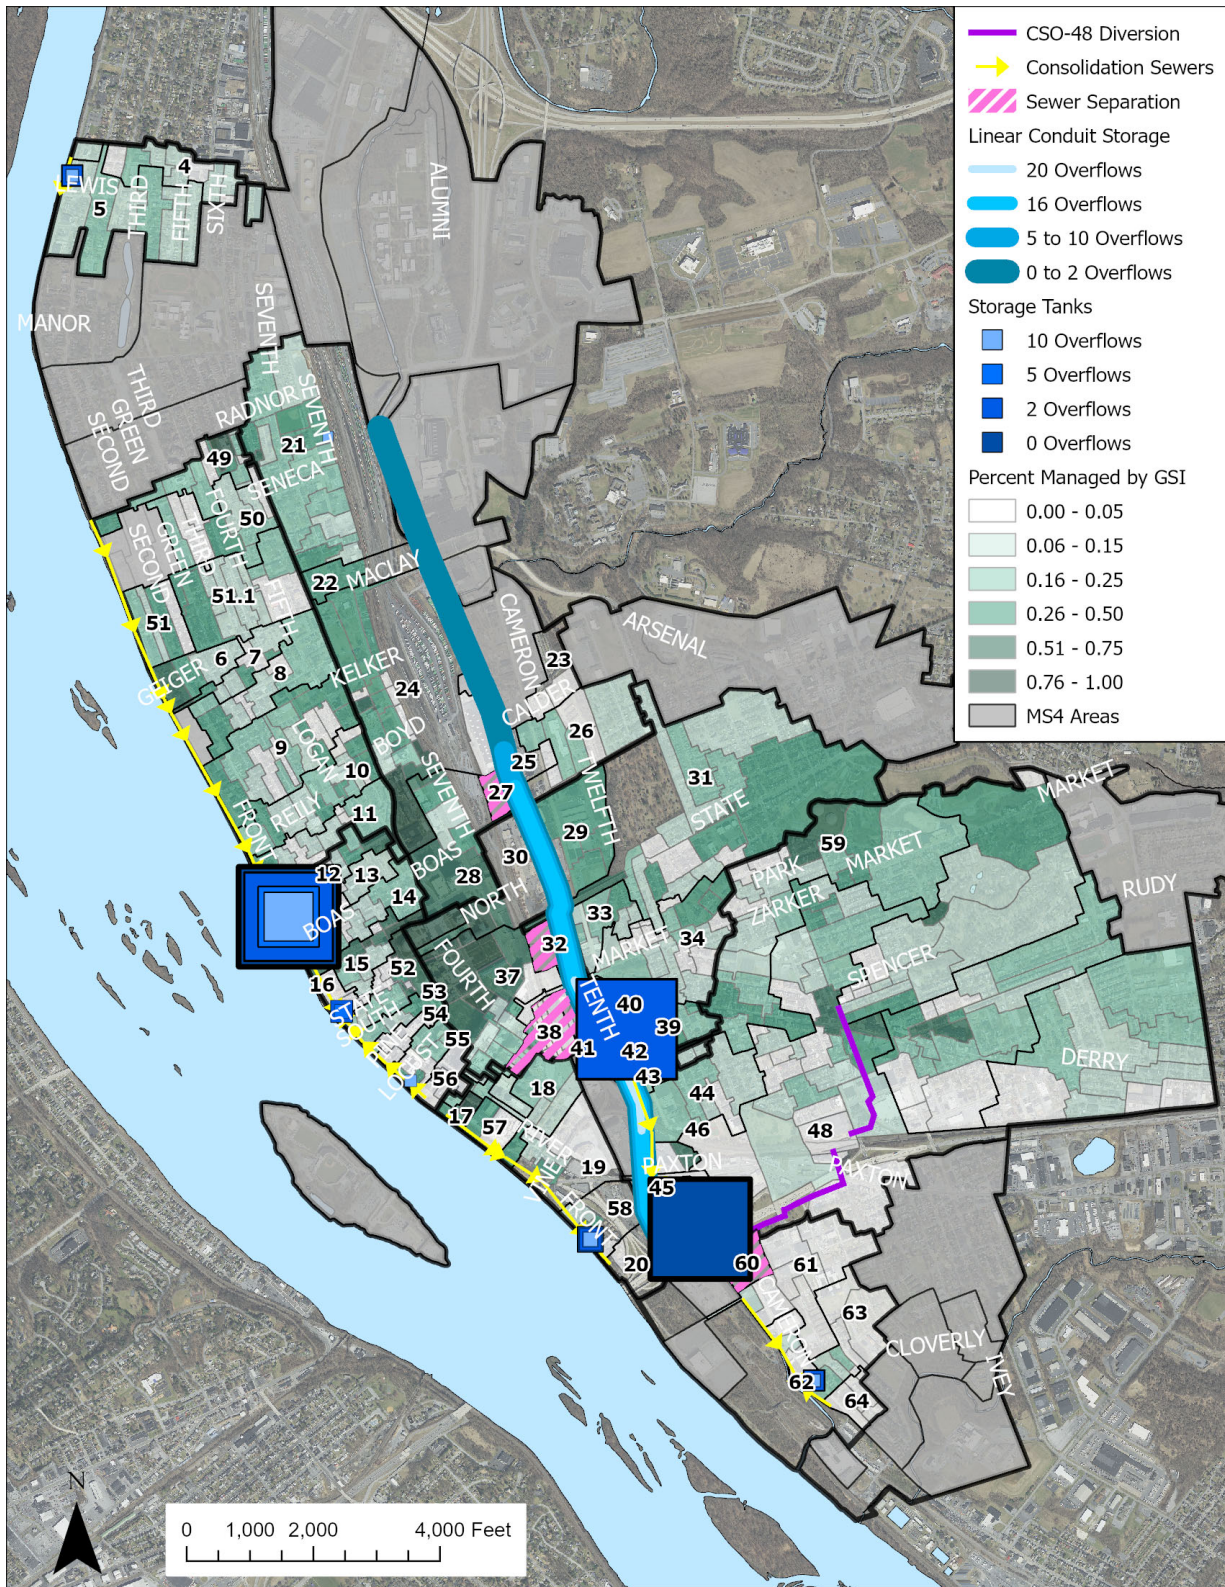 CSO-48 Diversion
Consolidation Sewers
Sewer Separation
Linear Conduit Storage
20 Overflows
16 Overflows
5 to 10 Overflows
0 to 2 Overflows
Storage Tanks
10 Overflows
5 Overflows
2 Overflows
0 Overflows
Percent Managed by GSI
0.00 - 0.05
0.06 - 0.15
0.16 - 0.25
0.26 - 0.50
0.51 - 0.75
0.76 - 1.00
MS4 Areas
4
LEWIS
5
THIRD
FIFTH
SIXTH
ALUMNI
MANOR
SEVENTH
THIRD
GREEN
SECOND
RADNOR
SEVENTH
21
49
SENECA
FOURTH
50
SECOND
GREEN
THIRD
51.1
FIFTH
22
MACLAY
51
GEIGER
6
7
8
KELKER
24
CAMERON
23
CALDER
ARSENAL
26
25
27
TWELFTH
31
STATE
9
LOGAN
10
BOYD
SEVENTH
REILY
11
FRONT
12
13
14
BOAS
BOAS
28
NORTH
30
29
59
MARKET
MARKET
PARK
ZARKER
RUDY
33
MARKET
34
32
15
52
16
FOURTH
37
53
54
55
STATE
LOCUST
56
38
TENTH
40
39
41
42
43
SPENCER
DERRY
17
57
18
RIVER
VINE
19
44
46
48
PAXTON
PAXTON
45
58
FRONT
20
60
61
CAMERON
63
CLOVERLY
IVEY
62
64
N
0 1,000 2,000 4,000 Feet